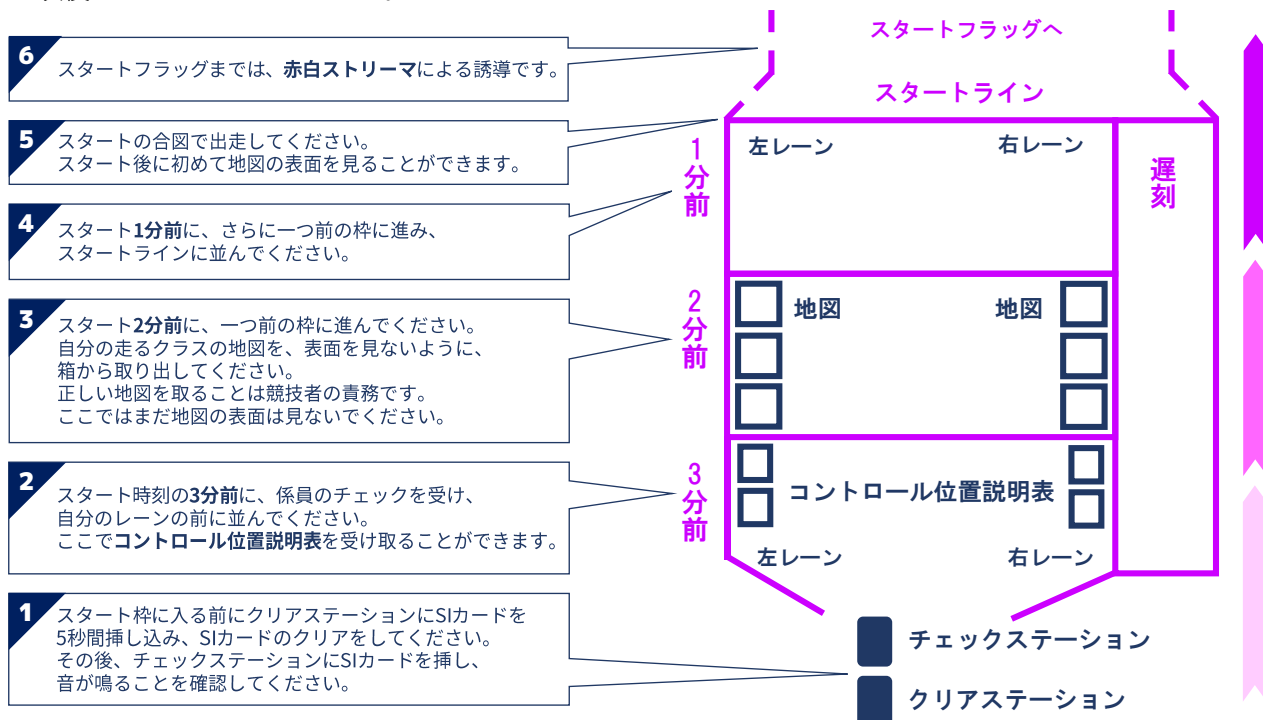 6
スタートフラッグまでは、赤白ストリーマによる誘導です。
5
スタートの合図で出走してください。
スタート後に初めて地図の表面を見ることができます。
4
スタート1分前に、さらに一つ前の枠に進み、
スタートラインに並んでください。
3
スタート2分前に、一つ前の枠に進んでください。
自分の走るクラスの地図を、表面を見ないように、
箱から取り出してください。
正しい地図を取ることは競技者の責務です。
ここではまだ地図の表面は見ないでください。
2
スタート時刻の3分前に、係員のチェックを受け、
自分のレーンの前に並んでください。
ここでコントロール位置説明表を受け取ることができます。
1
スタート枠に入る前にクリアステーションにSIカードを
5秒間挿し込み、SIカードのクリアをしてください。
その後、チェックステーションにSIカードを挿し、
音が鳴ることを確認してください。
スタートフラッグへ
スタートライン
1分前
左レーン
右レーン
遅刻
2分前
地図
地図
3分前
コントロール位置説明表
左レーン
右レーン
チェックステーション
クリアステーション